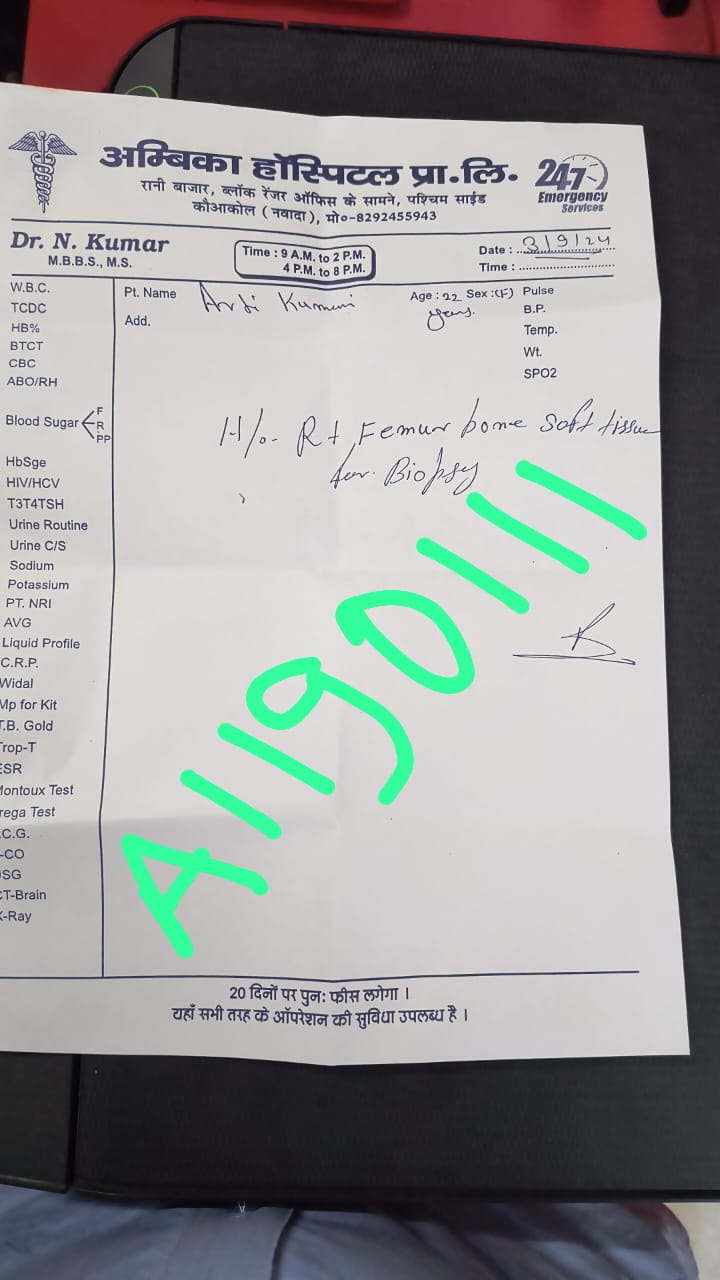 अम्बिका हॉस्पिटल प्रा.लि.
रानी बाजार, ब्लॉक रेंजर ऑफिस के सामने, पश्चिम साईड
कौआकोल (नवादा), मो०-8292455943
247
Emergency
Services
Dr. N. Kumar
M.B.B.S., M.S.
Time : 9 A.M. to 2 P.M.
4 P.M. to 8 P.M.
Date : 3/9/24
Time :
Pt. Name Arti Kumari Age : 22 years. Sex : (F)
Add.
Pulse
B.P.
Temp.
Wt.
SPO2
W.B.C.
TCDC
HB%
BTCT
CBC
ABO/RH
Blood Sugar F R PP
HbSge
HIV/HCV
T3T4TSH
Urine Routine
Urine C/S
Sodium
Potassium
PT. NRI
AVG
Liquid Profile
C.R.P.
Widal
Mp for Kit
T.B. Gold
Trop-T
ESR
Montoux Test
rega Test
.C.G.
-CO
USG
CT-Brain
X-Ray
H/o- Rt Femur bone soft tissue
for Biopsy
A1190111
20 दिनों पर पुनः फीस लगेगा ।
यहाँ सभी तरह के ऑपरेशन की सुविधा उपलब्ध है ।